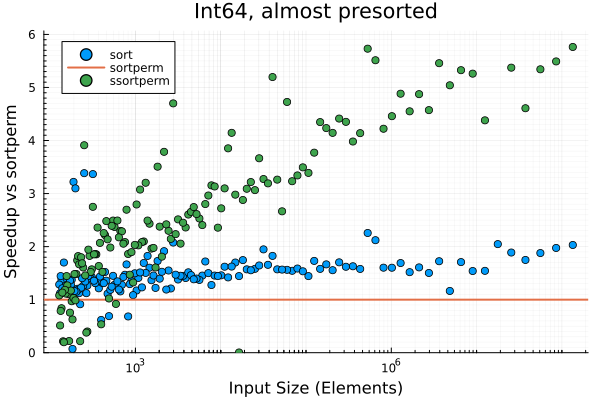 Int64, almost presorted
sort
sortperm
ssortperm
Speedup vs sortperm
6
5
4
3
2
1
0
10³
10⁶
Input Size (Elements)